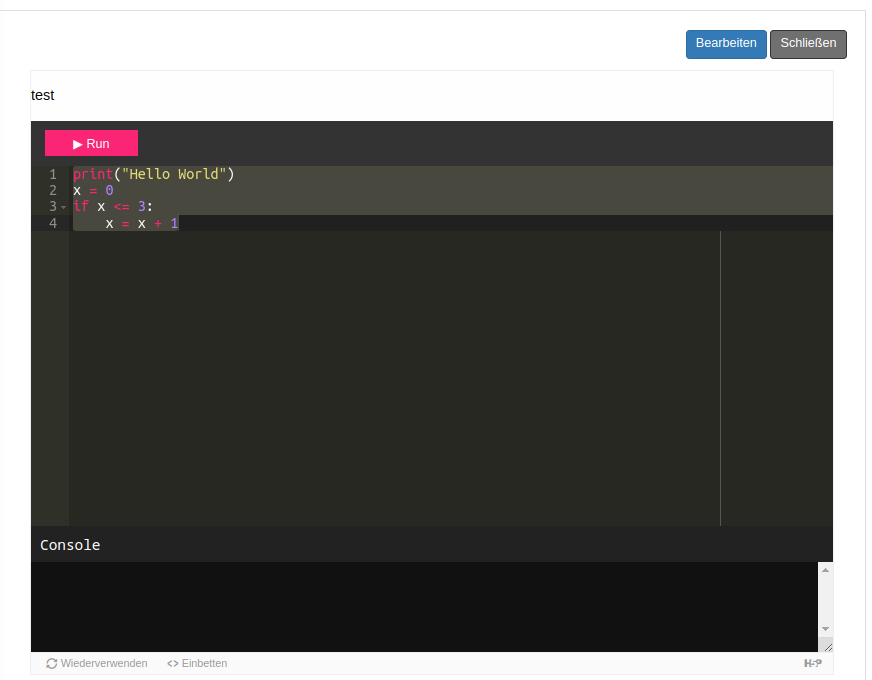 Bearbeiten Schließen
test
▶ Run
1 print("Hello World")
2 x = 0
3 if x <= 3:
4     x = x + 1
Console
Wiederverwenden <> Einbetten H-P